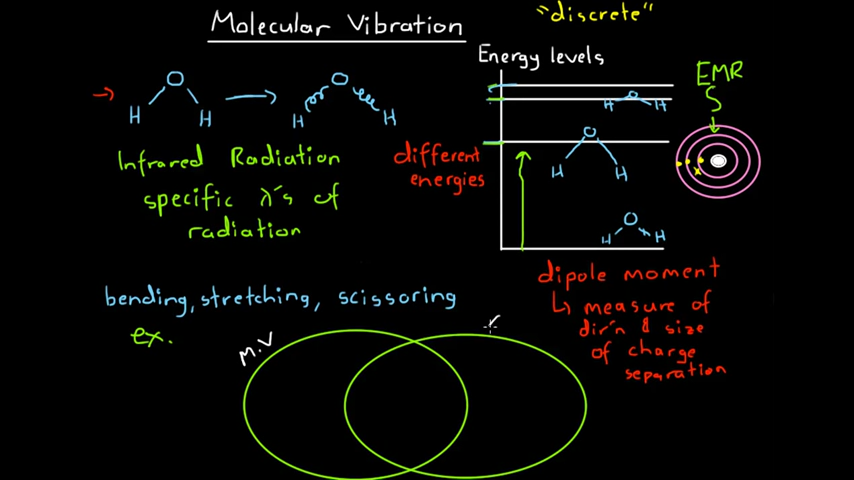 Molecular Vibration
"discrete"
Energy levels
EMR
O
H H
O
H H
O
H H
O
H H
O
H H
Infrared Radiation
specific λ's of
radiation
different
energies
bending, stretching, scissoring
ex.
M.V
dipole moment
↳ measure of
dir'n & size
of charge
separation